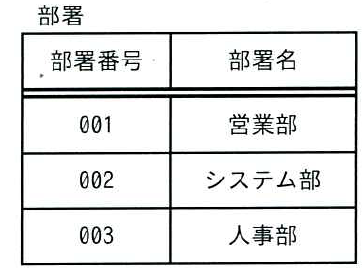 部署
部署番号 部署名
001 営業部
002 システム部
003 人事部